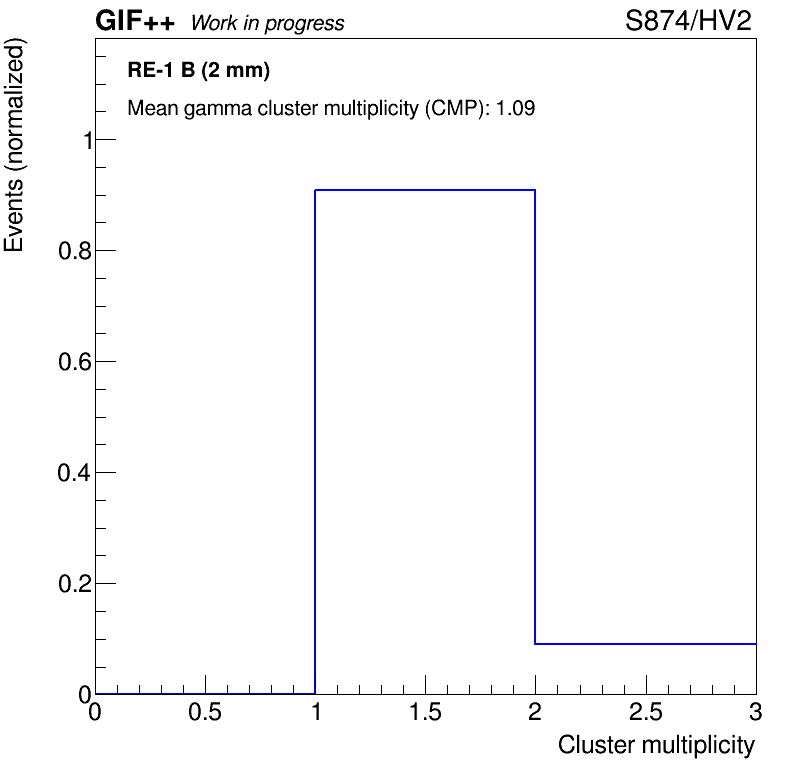 GIF++ Work in progress S874/HV2
RE-1 B (2 mm)
Mean gamma cluster multiplicity (CMP): 1.09
Events (normalized)
1
0.8
0.6
0.4
0.2
0
0 0.5 1 1.5 2 2.5 3
Cluster multiplicity